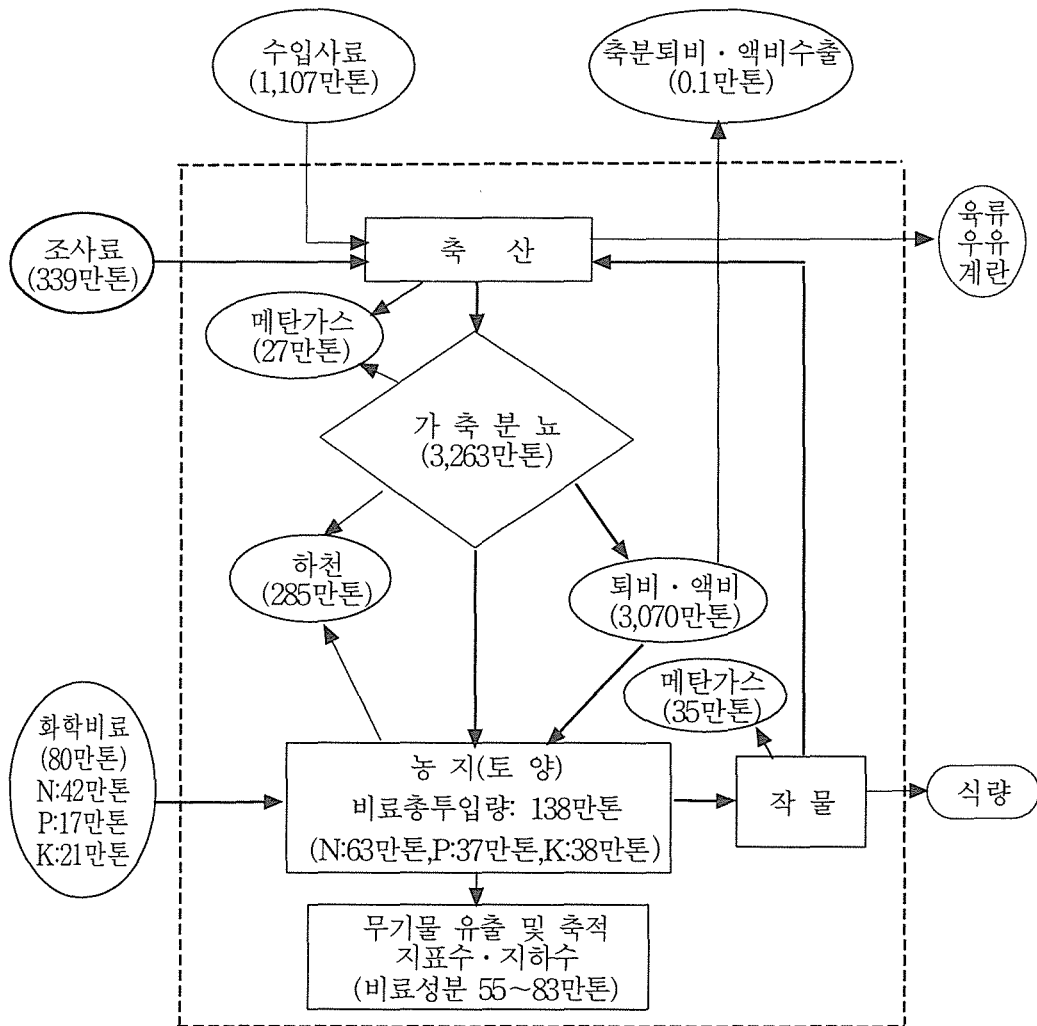 수입사료
(1,107만톤)
축분퇴비·액비수출
(0.1만톤)
조사료
(339만톤)
축 산
육류
우유
계란
메탄가스
(27만톤)
가 축 분 뇨
(3,263만톤)
하천
(285만톤)
퇴비·액비
(3,070만톤)
메탄가스
(35만톤)
화학비료
(80만톤)
N:42만톤
P:17만톤
K:21만톤
농 지(토 양)
비료총투입량: 138만톤
(N:63만톤,P:37만톤,K:38만톤)
작 물
식량
무기물 유출 및 축적
지표수·지하수
(비료성분 55~83만톤)